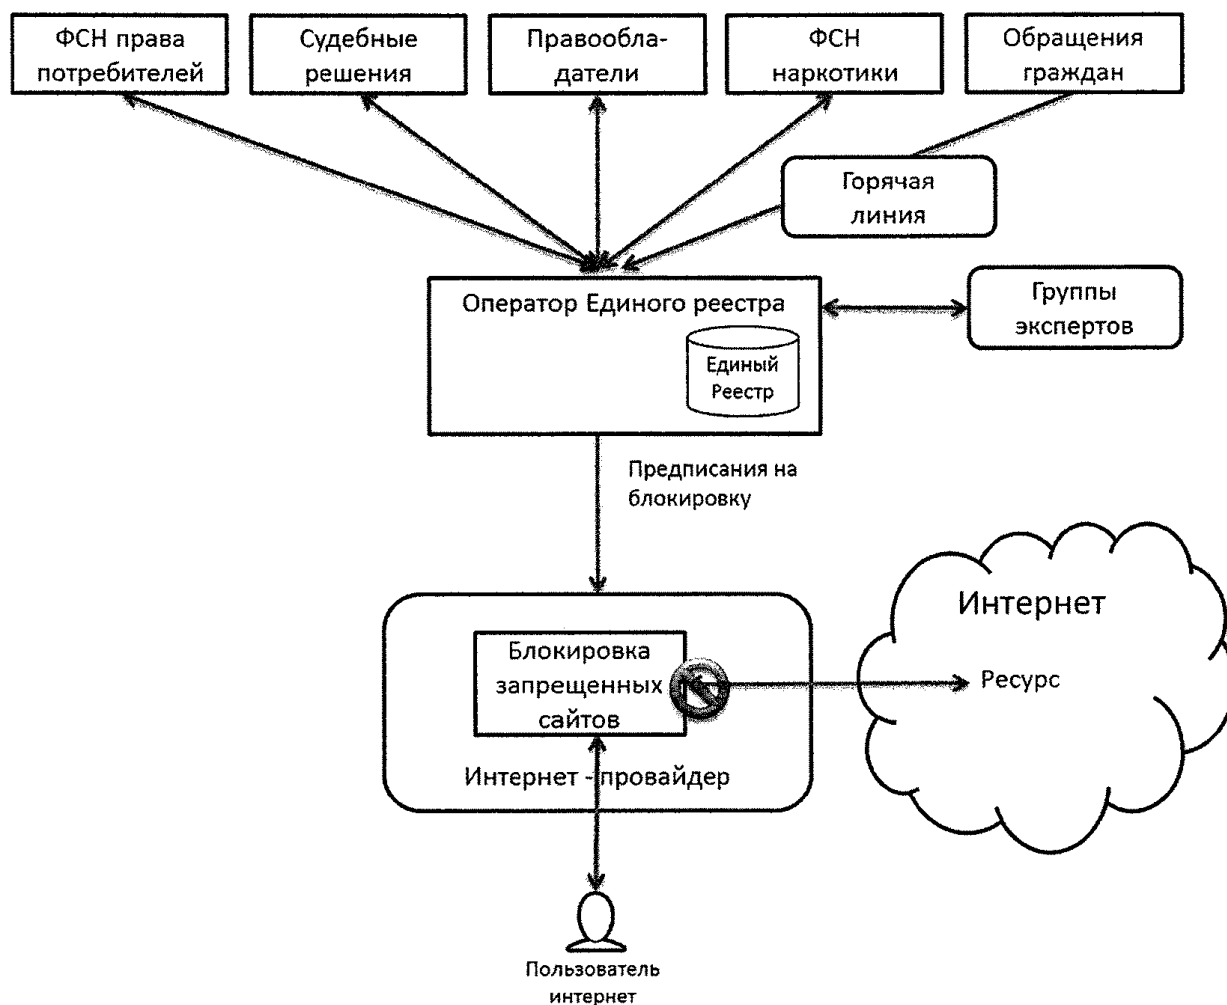 ФСН права
потребителей
Судебные
решения
Правообла-
датели
ФСН
наркотики
Обращения
граждан
Горячая
линия
Оператор Единого реестра
Группы
экспертов
Единый
Реестр
Предписания на
блокировку
Интернет
Блокировка
запрещенных
сайтов
Ресурс
Интернет - провайдер
Пользователь
интернет